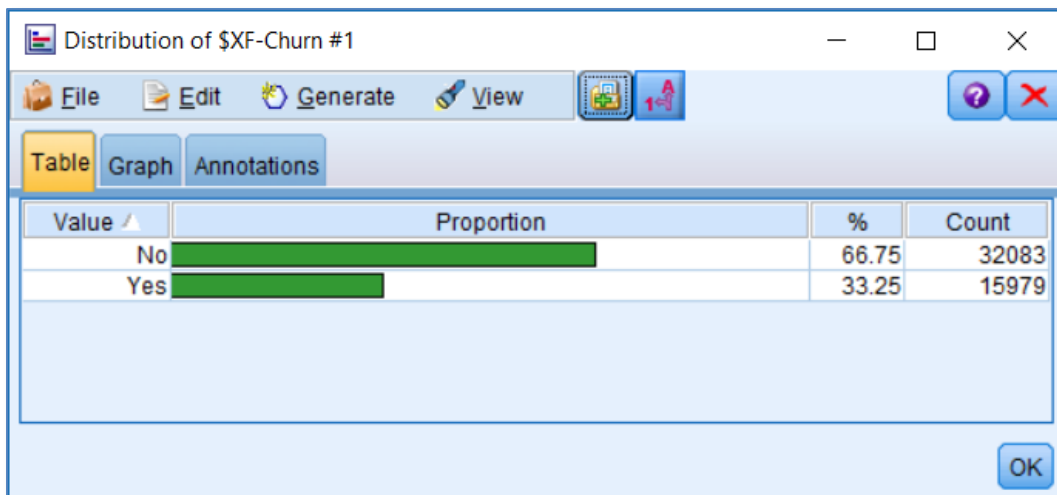 Distribution of $XF-Churn #1
File Edit Generate View
Table Graph Annotations
Value Proportion % Count
No 66.75 32083
Yes 33.25 15979
OK